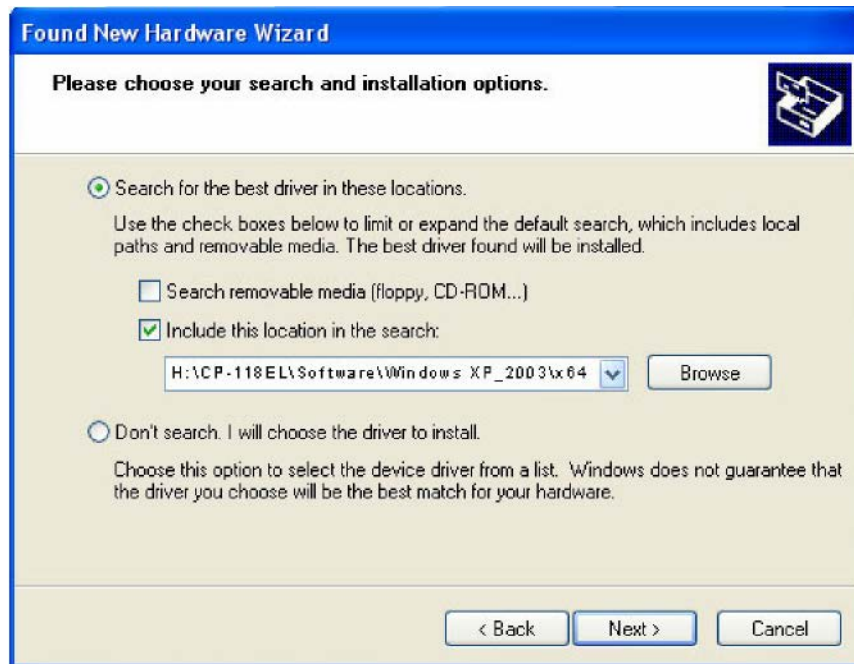 Found New Hardware Wizard
Please choose your search and installation options.
Search for the best driver in these locations.
Use the check boxes below to limit or expand the default search, which includes local
paths and removable media. The best driver found will be installed.
Search removable media (floppy, CD-ROM...)
Include this location in the search:
H:\CP-118EL\Software\Windows XP_2003\x64
Browse
Don't search. I will choose the driver to install.
Choose this option to select the device driver from a list. Windows does not guarantee that
the driver you choose will be the best match for your hardware.
< Back
Next >
Cancel